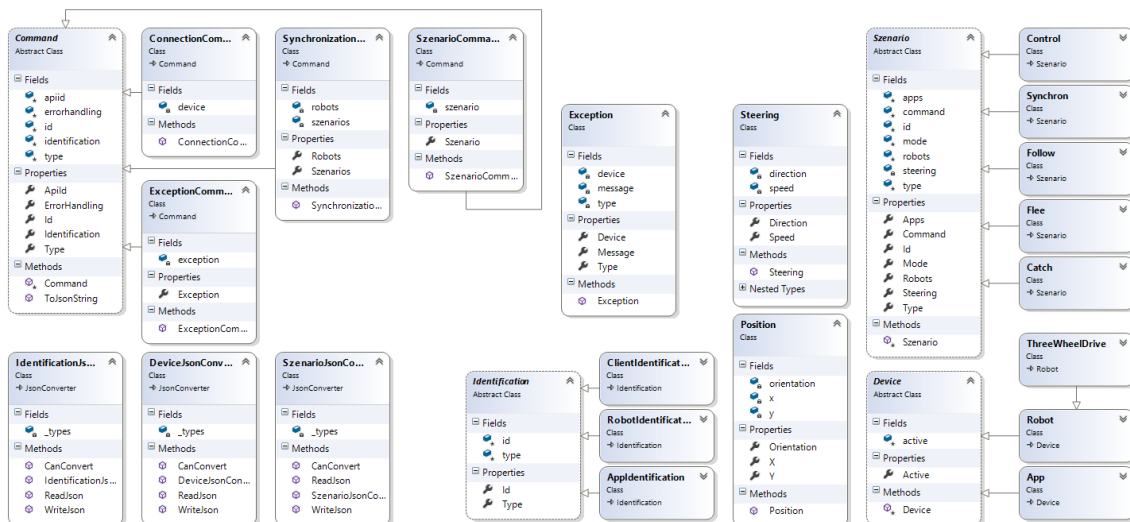 Command
Abstract Class
Fields
apiid
errorhandling
id
identification
type
Properties
ApiId
ErrorHandling
Id
Identification
Type
Methods
Command
ToJsonString
ConnectionCom...
Class
Command
Fields
device
Methods
ConnectionCo...
ExceptionComm...
Class
Command
Fields
exception
Properties
Exception
Methods
ExceptionCom...
Synchronization...
Class
Command
Fields
robots
szenarios
Properties
Robots
Szenarios
Methods
Synchronizatio...
SzenarioComma...
Class
Command
Fields
szenario
Properties
Szenario
Methods
SzenarioComm...
Exception
Class
Fields
device
message
type
Properties
Device
Message
Type
Methods
Exception
Steering
Class
Fields
direction
speed
Properties
Direction
Speed
Methods
Steering
Nested Types
Szenario
Abstract Class
Fields
apps
command
id
mode
robots
steering
type
Properties
Apps
Command
Id
Mode
Robots
Steering
Type
Methods
Szenario
Control
Class
Szenario
Synchron
Class
Szenario
Follow
Class
Szenario
Flee
Class
Szenario
Catch
Class
Szenario
IdentificationJs...
Class
JsonConverter
Fields
_types
Methods
CanConvert
IdentificationJs...
ReadJson
WriteJson
DeviceJsonConv...
Class
JsonConverter
Fields
_types
Methods
CanConvert
DeviceJsonCon...
ReadJson
WriteJson
SzenarioJsonCo...
Class
JsonConverter
Fields
_types
Methods
CanConvert
ReadJson
SzenarioJsonCo...
WriteJson
Identification
Abstract Class
Fields
id
type
Properties
Id
Type
ClientIdentificat...
Class
Identification
RobotIdentificat...
Class
Identification
AppIdentification
Class
Identification
Position
Class
Fields
orientation
x
y
Properties
Orientation
X
Y
Methods
Position
Device
Abstract Class
Fields
active
Properties
Active
Methods
Device
ThreeWheelDrive
Class
Robot
Robot
Class
Device
App
Class
Device